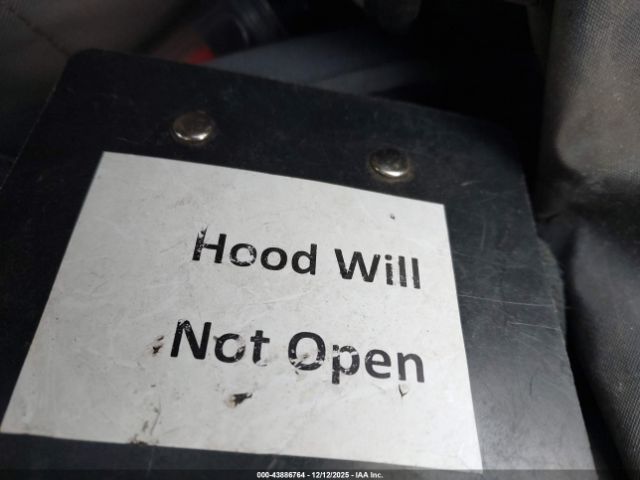 Hood Will
Not Open
000-43886764 • 12/12/2025 • IAA Inc.